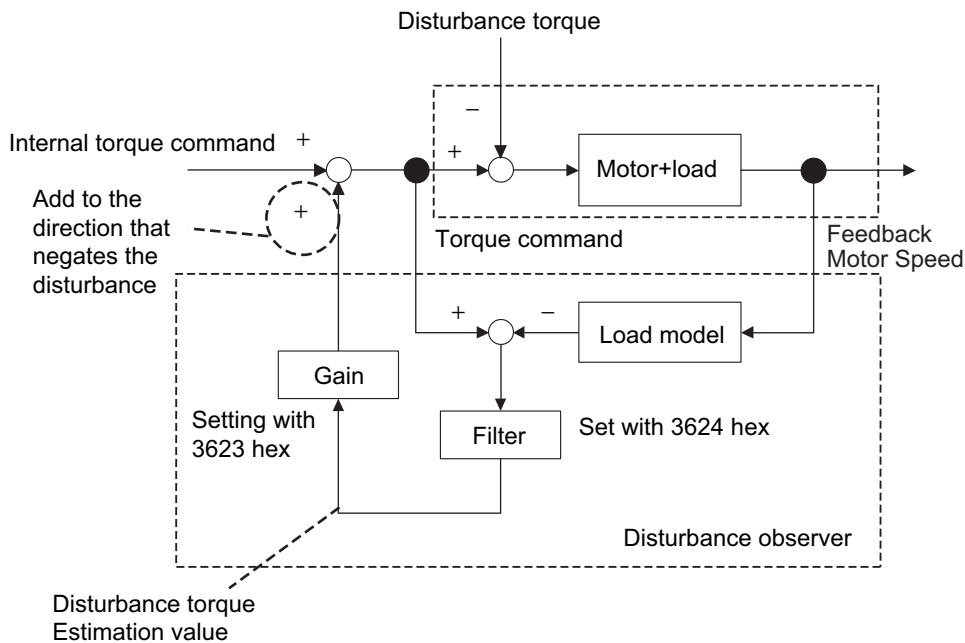 Disturbance torque
−
Internal torque command
+
+
Motor+load
Add to the
direction that
negates the
disturbance
+
Torque command
Feedback
Motor Speed
+
−
Load model
Gain
Setting with
3623 hex
Filter
Set with 3624 hex
Disturbance observer
Disturbance torque
Estimation value